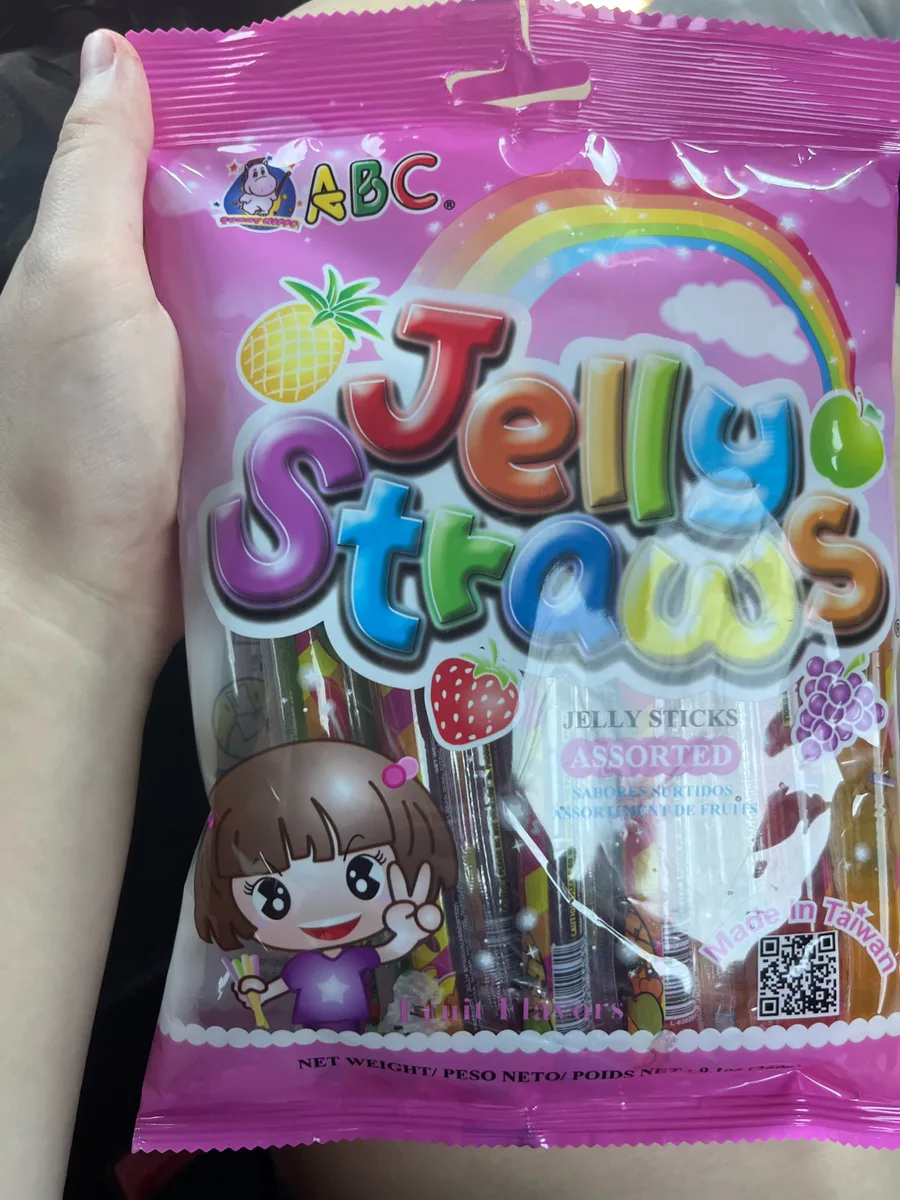 ABC®
Jelly
Straws
JELLY STICKS
ASSORTED
SABORES SURTIDOS
ASSORTIMENT DE FRUITS
Made in Taiwan
Fruit Flavors
NET WEIGHT/ PESO NETO/ POIDS NET